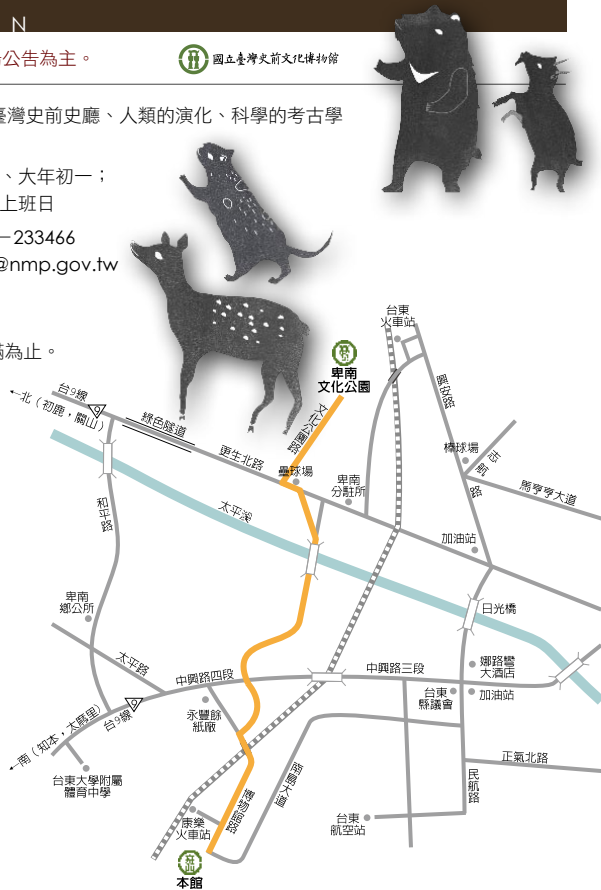 N
公告為主。
國立臺灣史前文化博物館
臺灣史前史廳、人類的演化、科學的考古學
、大年初一；
上班日
－233466
@nmp.gov.tw
滿為止。
台東
火車站
卑南
文化公園
台9線
←北（初鹿，關山）
9
綠色隧道
文化公園路
興安路
更生北路
壘球場
棒球場
志航路
卑南
分駐所
馬亨亨大道
和平路
太平溪
加油站
卑南
鄉公所
日光橋
太平路
中興路四段
中興路三段
娜路彎
大酒店
台東
縣議會
加油站
9
台9線
永豐餘
紙廠
←南（知本，太麻里）
正氣北路
台東大學附屬
體育中學
南島大道
民航路
博物館路
康樂
火車站
台東
航空站
本館